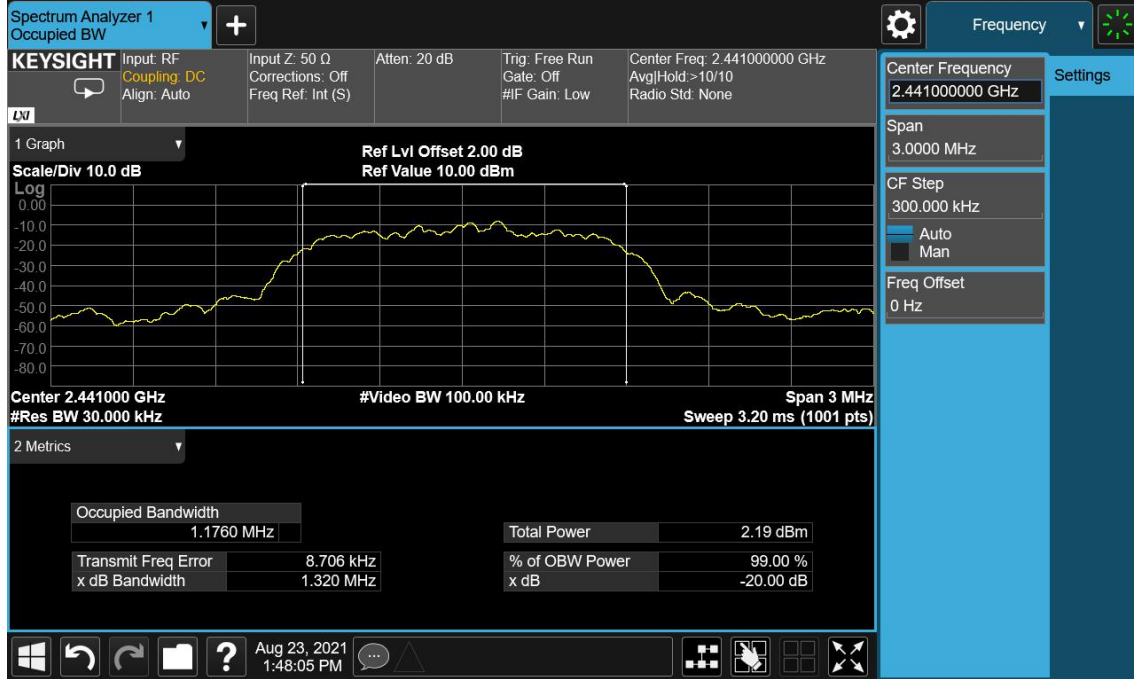 Spectrum Analyzer 1
Occupied BW
Frequency
KEYSIGHT
LXI
Input: RF
Coupling: DC
Align: Auto
Input Z: 50 Ω
Corrections: Off
Freq Ref: Int (S)
Atten: 20 dB
Trig: Free Run
Gate: Off
#IF Gain: Low
Center Freq: 2.441000000 GHz
Avg|Hold:>10/10
Radio Std: None
Center Frequency
2.441000000 GHz
Settings
Span
3.0000 MHz
CF Step
300.000 kHz
Auto
Man
Freq Offset
0 Hz
1 Graph
Scale/Div 10.0 dB
Ref Lvl Offset 2.00 dB
Ref Value 10.00 dBm
Log
0.00
-10.0
-20.0
-30.0
-40.0
-50.0
-60.0
-70.0
-80.0
Center 2.441000 GHz
#Video BW 100.00 kHz
Span 3 MHz
#Res BW 30.000 kHz
Sweep 3.20 ms (1001 pts)
2 Metrics
Occupied Bandwidth
1.1760 MHz
Total Power 2.19 dBm
Transmit Freq Error 8.706 kHz
% of OBW Power 99.00 %
x dB Bandwidth 1.320 MHz
x dB -20.00 dB
Aug 23, 2021
1:48:05 PM